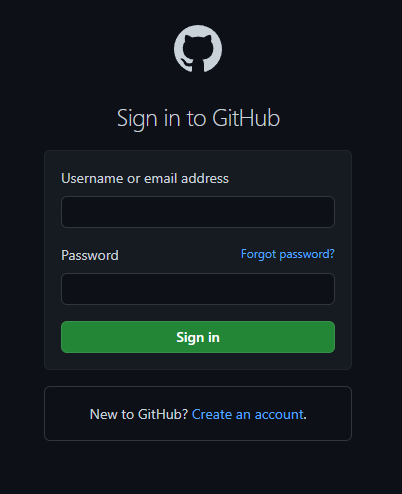 Sign in to GitHub
Username or email address
Password Forgot password?
Sign in
New to GitHub? Create an account.